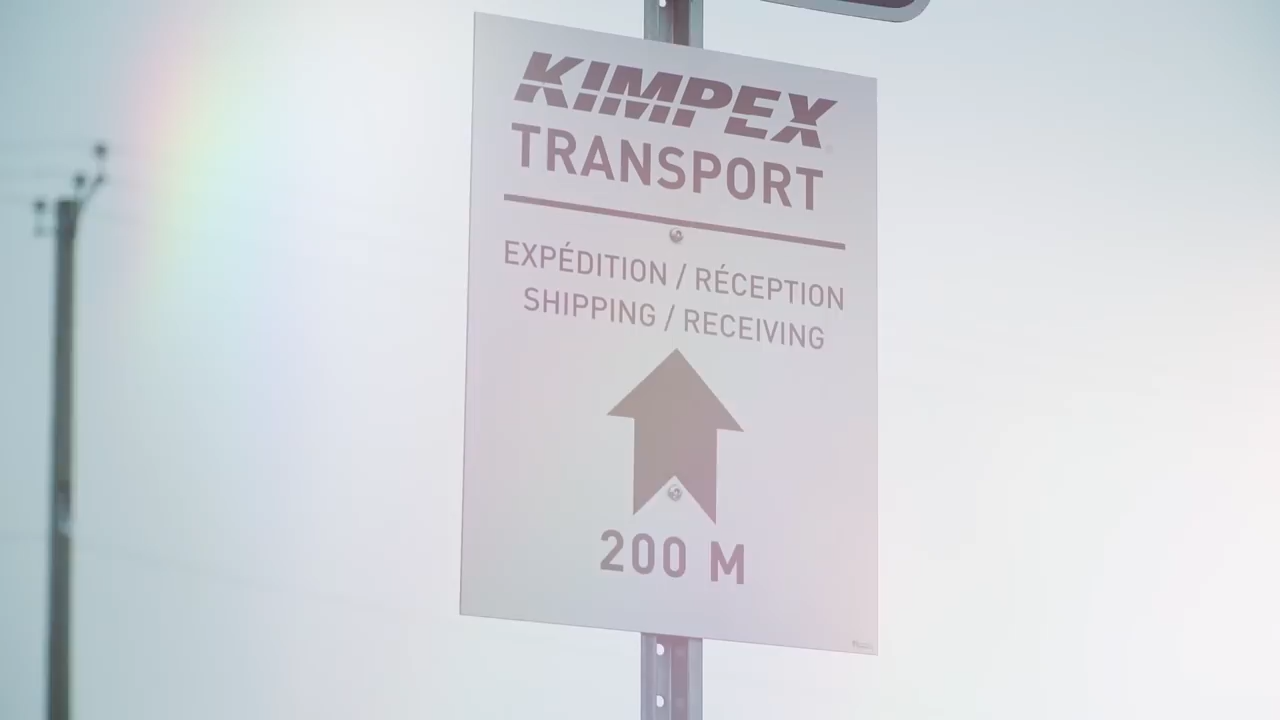 KIMPEX
TRANSPORT
EXPÉDITION / RÉCEPTION
SHIPPING / RECEIVING
200 M